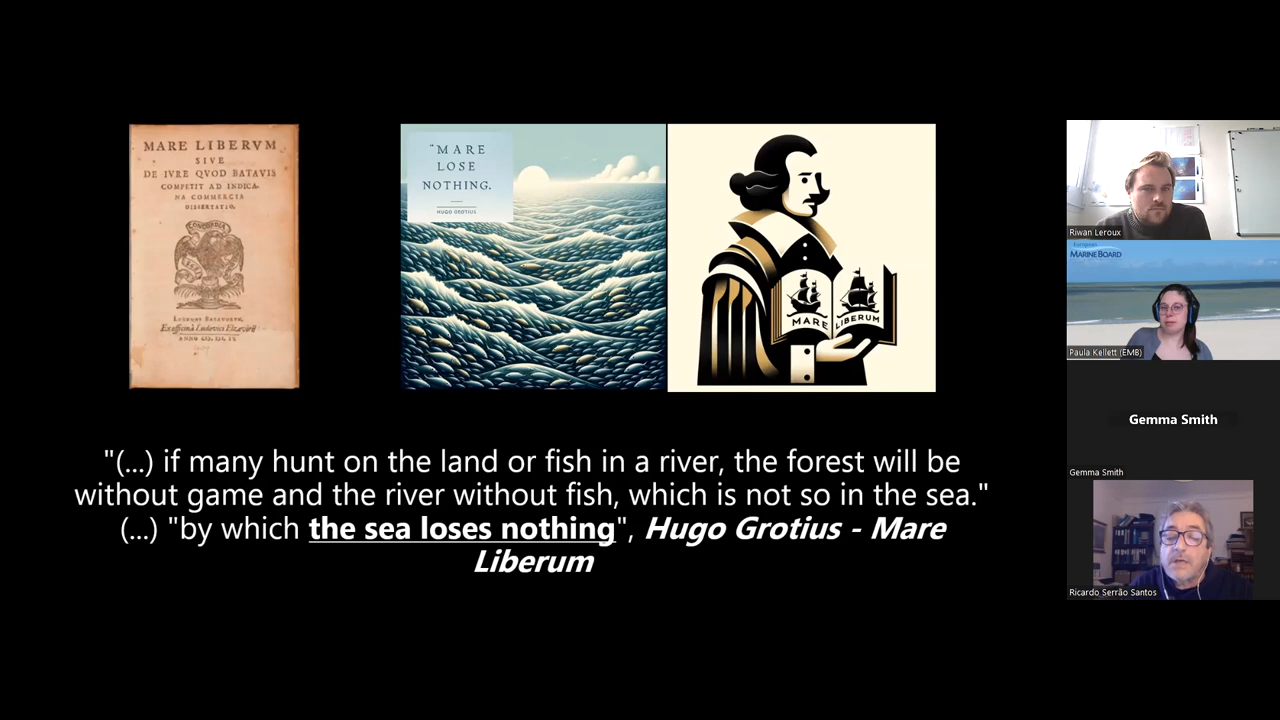 MARE LIBERVM
SIVE
DE IVRE QVOD BATAVIS
COMPETIT AD INDICA-
NA COMMERCIA
DISSERTATIO.
"MARE
LOSE
NOTHING.
HUGO GROTIUS
MARE LIBERUM
"(...) if many hunt on the land or fish in a river, the forest will be
without game and the river without fish, which is not so in the sea."
(...) "by which the sea loses nothing", Hugo Grotius - Mare
Liberum
Riwan Leroux
European
MARINE BOARD
Paula Kellett (EMB)
Gemma Smith
Gemma Smith
Ricardo Serrão Santos